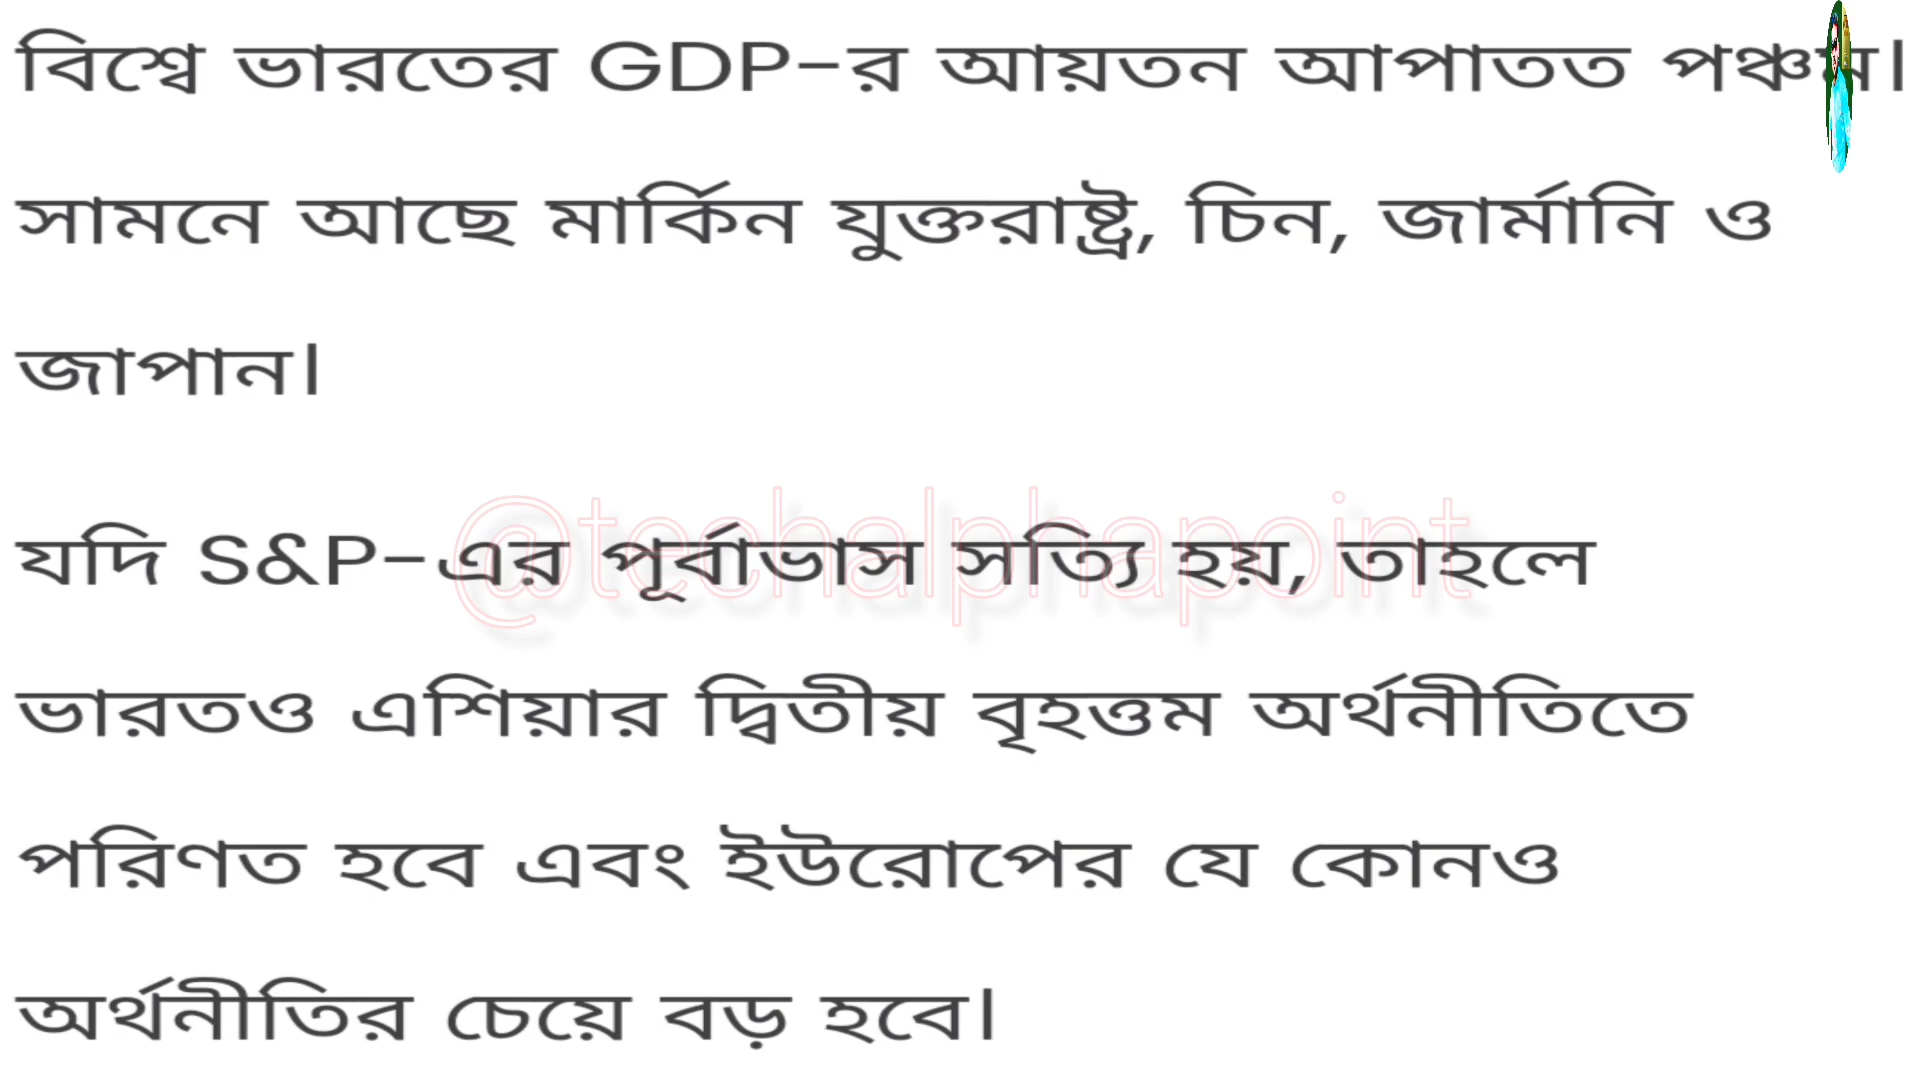 বিশ্বে ভারতের GDP-র আয়তন আপাতত পঞ্চম।
সামনে আছে মার্কিন যুক্তরাষ্ট্র, চিন, জার্মানি ও
জাপান।
@techalphapoint
যদি S&P-এর পূর্বাভাস সত্যি হয়, তাহলে
ভারতও এশিয়ার দ্বিতীয় বৃহত্তম অর্থনীতিতে
পরিণত হবে এবং ইউরোপের যে কোনও
অর্থনীতির চেয়ে বড় হবে।